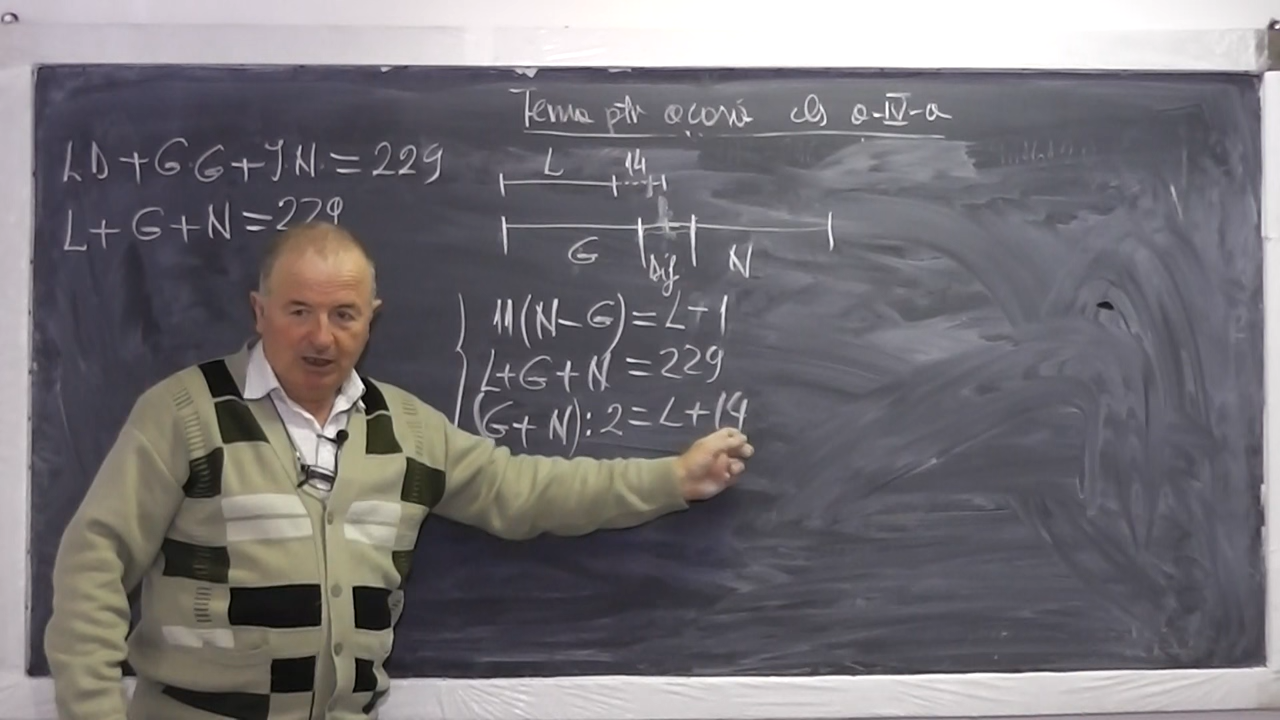 Tema ptr acasă cls a-IV-a
LD+G.G+J.N.=229
L+G+N=229
L 14
G Dif N
11(N-G)=L+1
L+G+N=229
(G+N):2=L+14